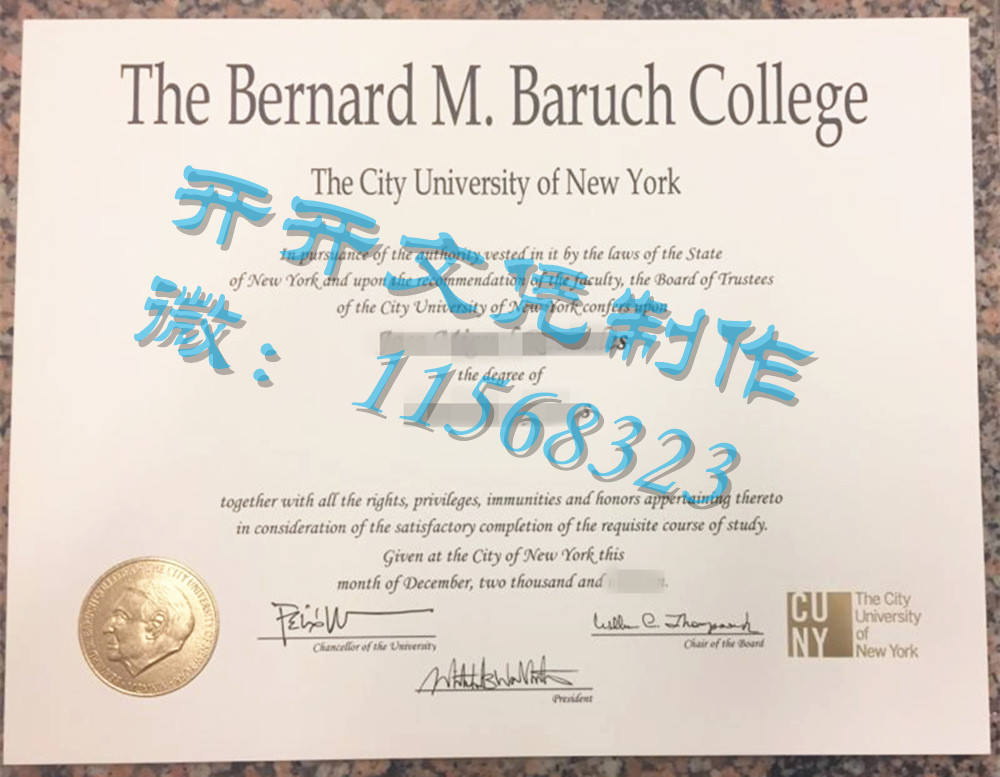 The Bernard M. Baruch College
The City University of New York
开开文凭制作
微：11568323
In pursuance of the authority vested in it by the laws of the State
of New York and upon the recommendation of the faculty, the Board of Trustees
of the City University of New York confers upon
the degree of
together with all the rights, privileges, immunities and honors appertaining thereto
in consideration of the satisfactory completion of the requisite course of study.
Given at the City of New York this
month of December, two thousand and
Chancellor of the University
Chair of the Board
President
CU
NY
The City
University
of
New York